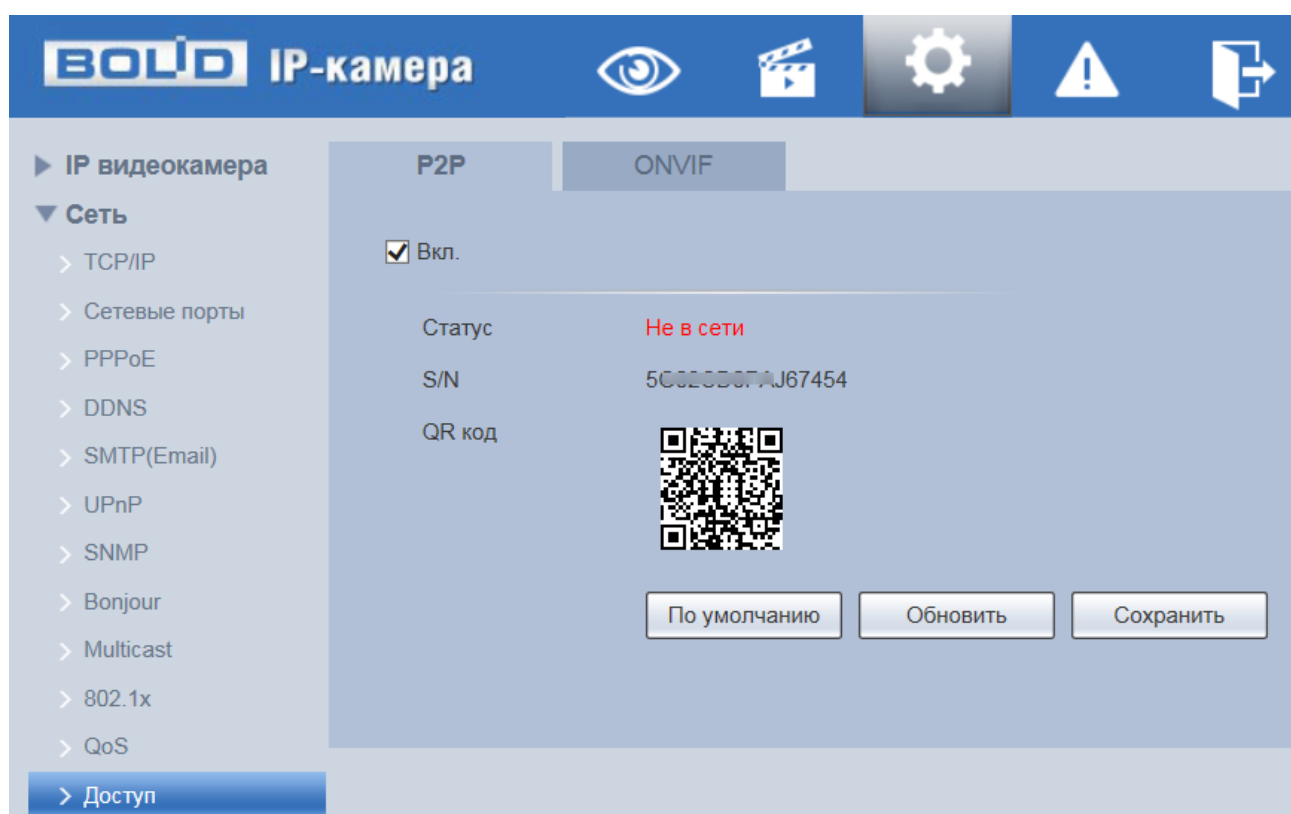 BOLID IP-камера
IP видеокамера
Сеть
TCP/IP
Сетевые порты
PPPoE
DDNS
SMTP(Email)
UPnP
SNMP
Bonjour
Multicast
802.1x
QoS
Доступ
P2P ONVIF
Вкл.
Статус Не в сети
S/N
QR код
По умолчанию Обновить Сохранить